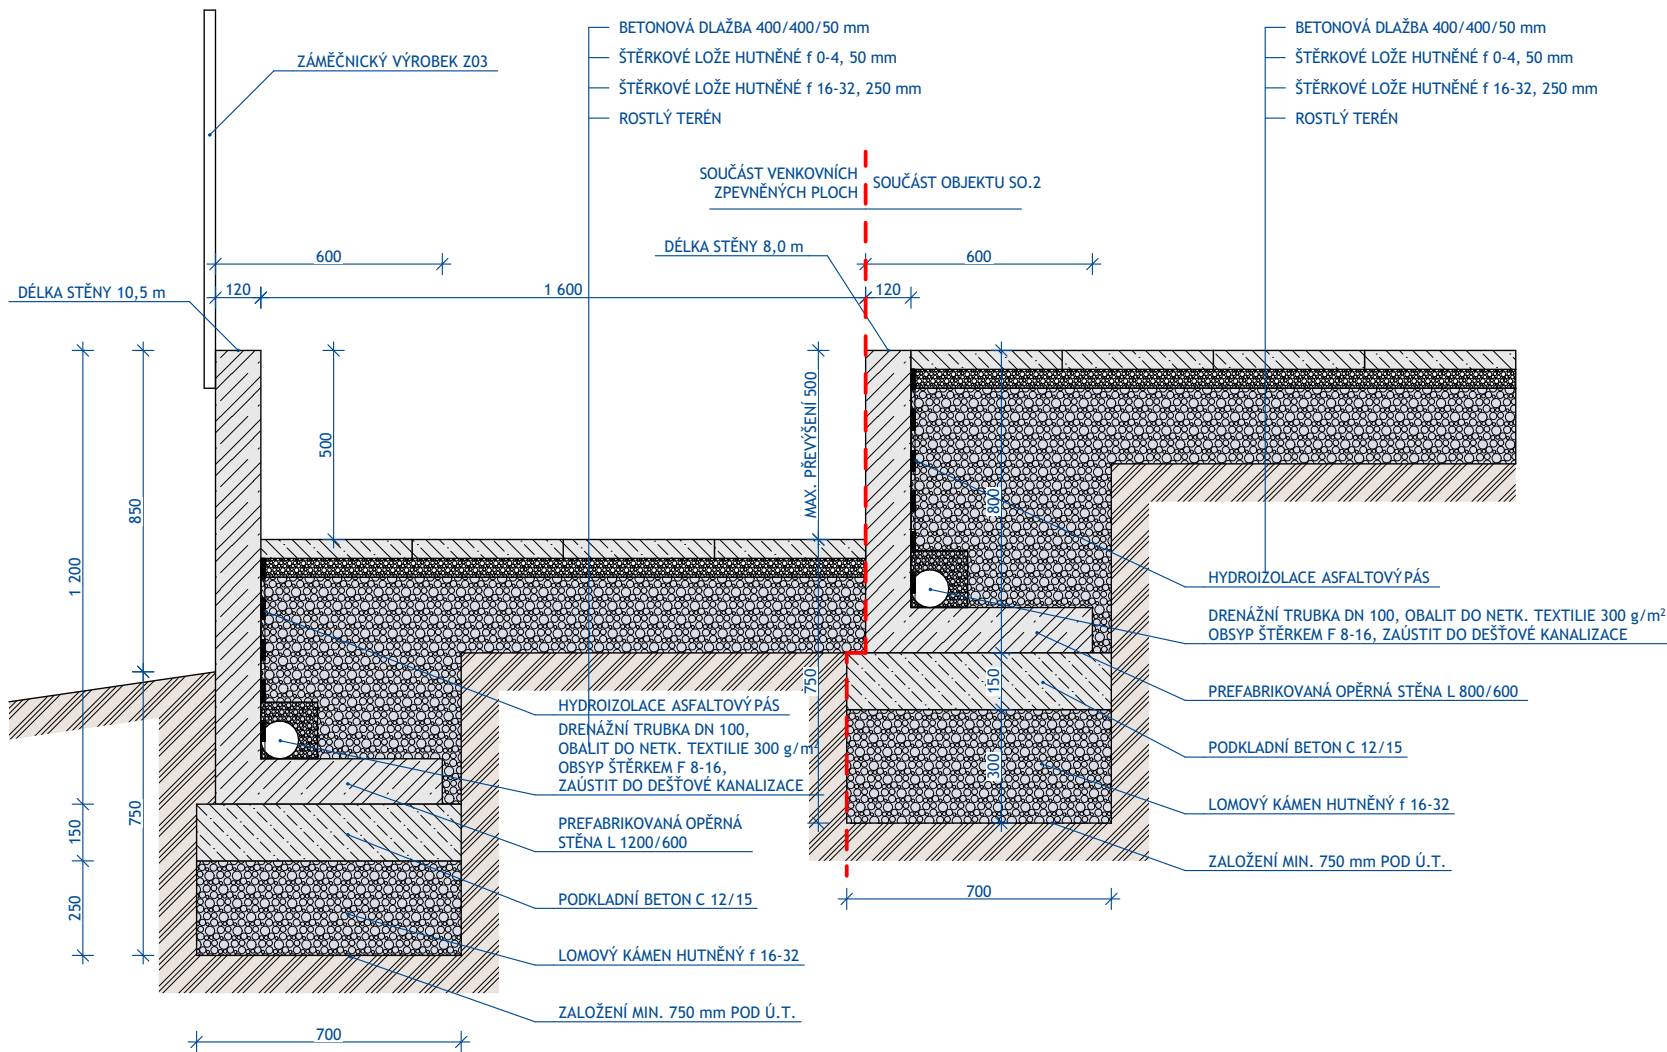 BETONOVÁ DLAŽBA 400/400/50 mm
ŠTĚRKOVÉ LOŽE HUTNĚNÉ f 0-4, 50 mm
ŠTĚRKOVÉ LOŽE HUTNĚNÉ f 16-32, 250 mm
ROSTLÝ TERÉN
BETONOVÁ DLAŽBA 400/400/50 mm
ŠTĚRKOVÉ LOŽE HUTNĚNÉ f 0-4, 50 mm
ŠTĚRKOVÉ LOŽE HUTNĚNÉ f 16-32, 250 mm
ROSTLÝ TERÉN
ZÁMĚČNICKÝ VÝROBEK Z03
SOUČÁST VENKOVNÍCH
ZPEVNĚNÝCH PLOCH
SOUČÁST OBJEKTU SO.2
DÉLKA STĚNY 8,0 m
600
600
DÉLKA STĚNY 10,5 m
120
1 600
120
500
MAX. PŘEVÝŠENÍ 500
800
850
1 200
750
150
300
750
150
250
HYDROIZOLACE ASFALTOVÝ PÁS
DRENÁŽNÍ TRUBKA DN 100, OBALIT DO NETK. TEXTILIE 300 g/m²
OBSYP ŠTĚRKEM F 8-16, ZAÚSTIT DO DEŠŤOVÉ KANALIZACE
PREFABRIKOVANÁ OPĚRNÁ STĚNA L 800/600
PODKLADNÍ BETON C 12/15
LOMOVÝ KÁMEN HUTNĚNÝ f 16-32
ZALOŽENÍ MIN. 750 mm POD Ú.T.
700
HYDROIZOLACE ASFALTOVÝ PÁS
DRENÁŽNÍ TRUBKA DN 100,
OBALIT DO NETK. TEXTILIE 300 g/m²
OBSYP ŠTĚRKEM F 8-16,
ZAÚSTIT DO DEŠŤOVÉ KANALIZACE
PREFABRIKOVANÁ OPĚRNÁ
STĚNA L 1200/600
PODKLADNÍ BETON C 12/15
LOMOVÝ KÁMEN HUTNĚNÝ f 16-32
ZALOŽENÍ MIN. 750 mm POD Ú.T.
700